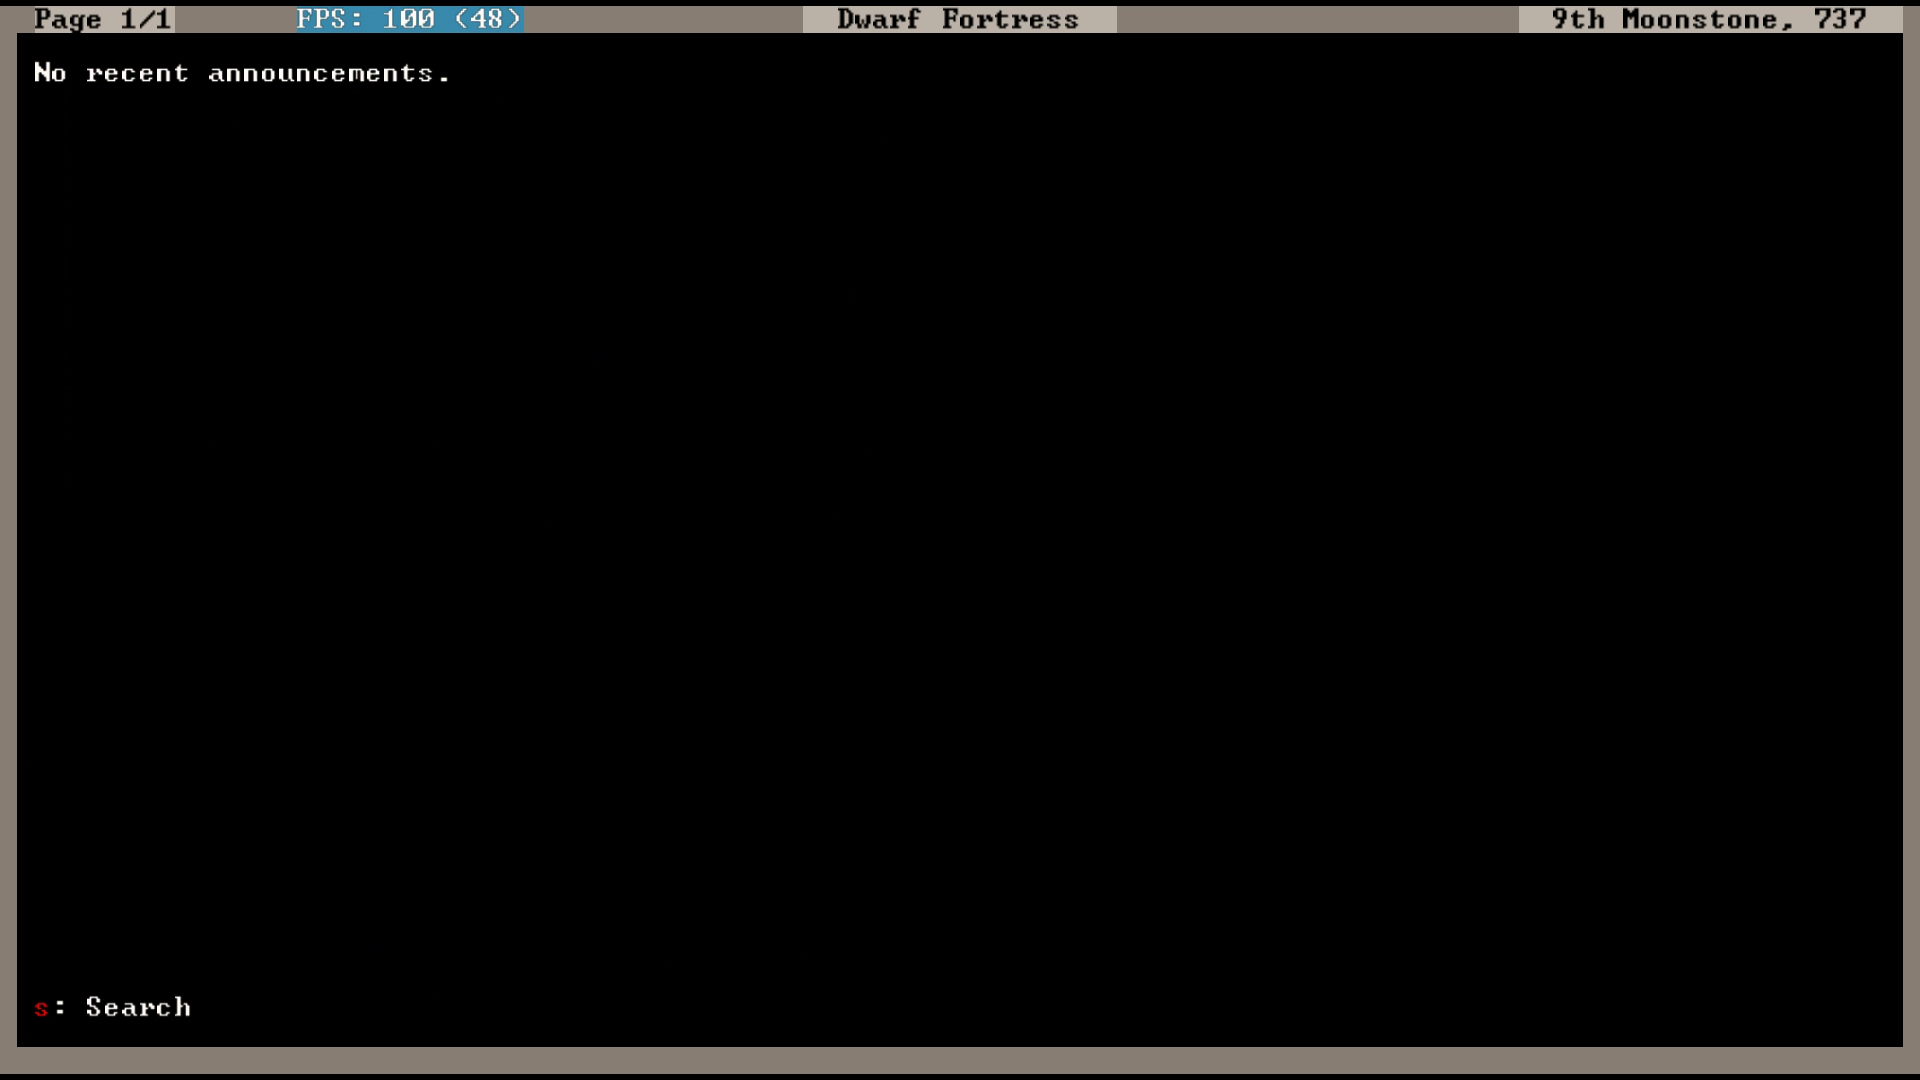 Page 1/1 FPS: 100 (48) Dwarf Fortress 9th Moonstone, 737
No recent announcements.
s: Search